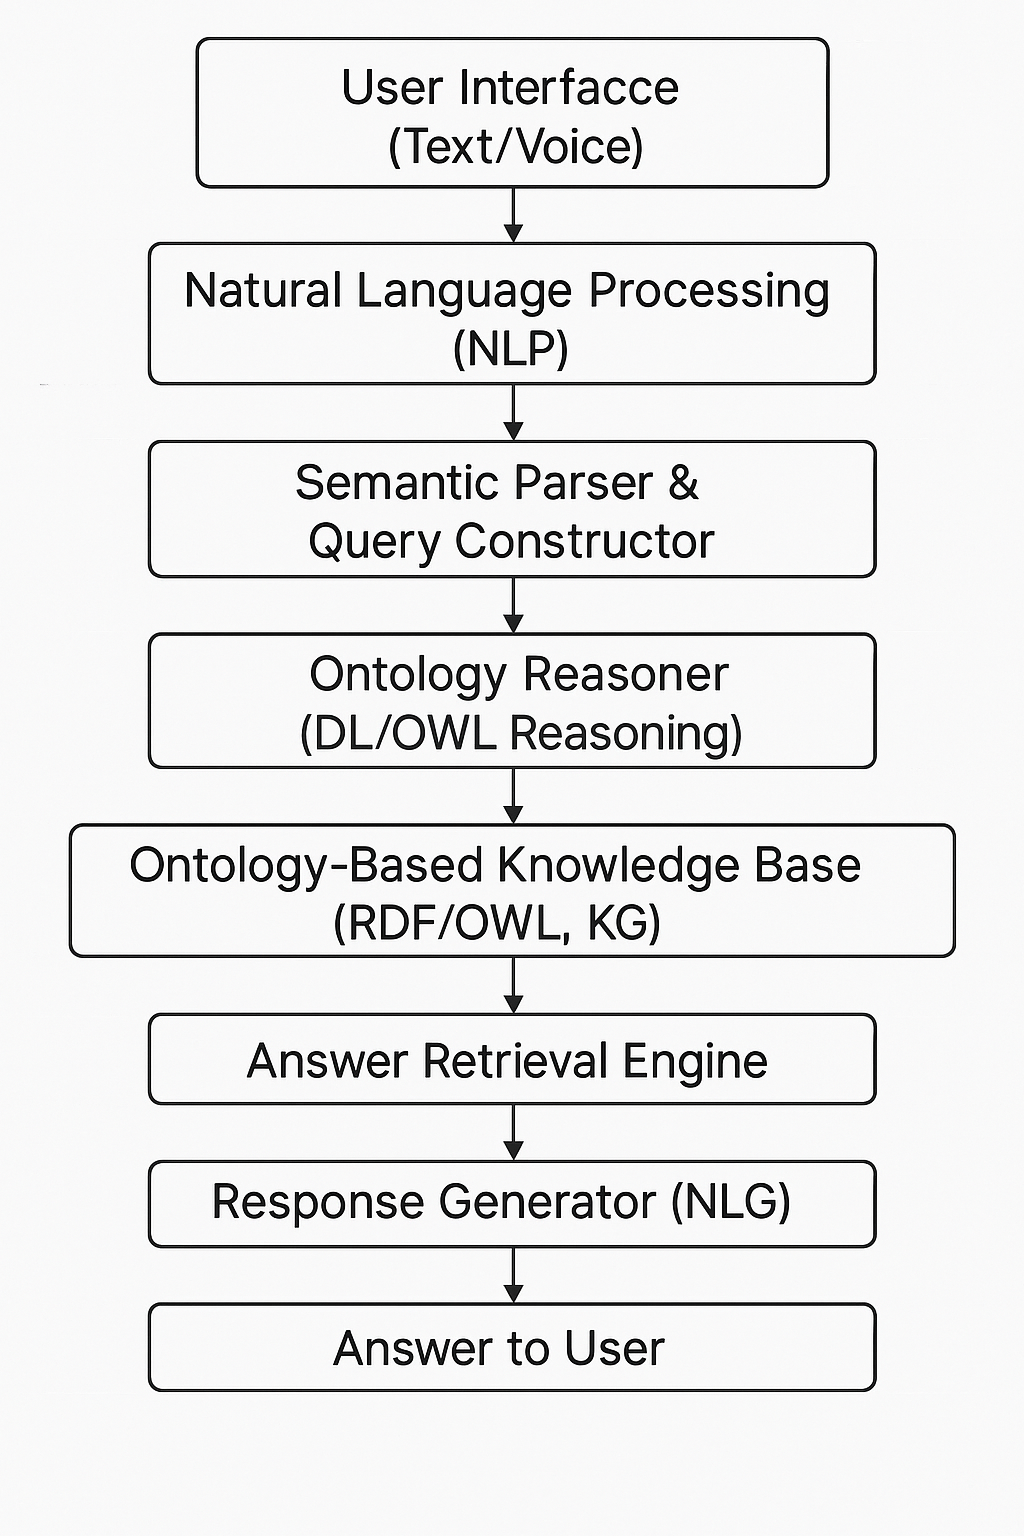 User Interfacce
(Text/Voice)
Natural Language Processing
(NLP)
Semantic Parser &
Query Constructor
Ontology Reasoner
(DL/OWL Reasoning)
Ontology-Based Knowledge Base
(RDF/OWL, KG)
Answer Retrieval Engine
Response Generator (NLG)
Answer to User